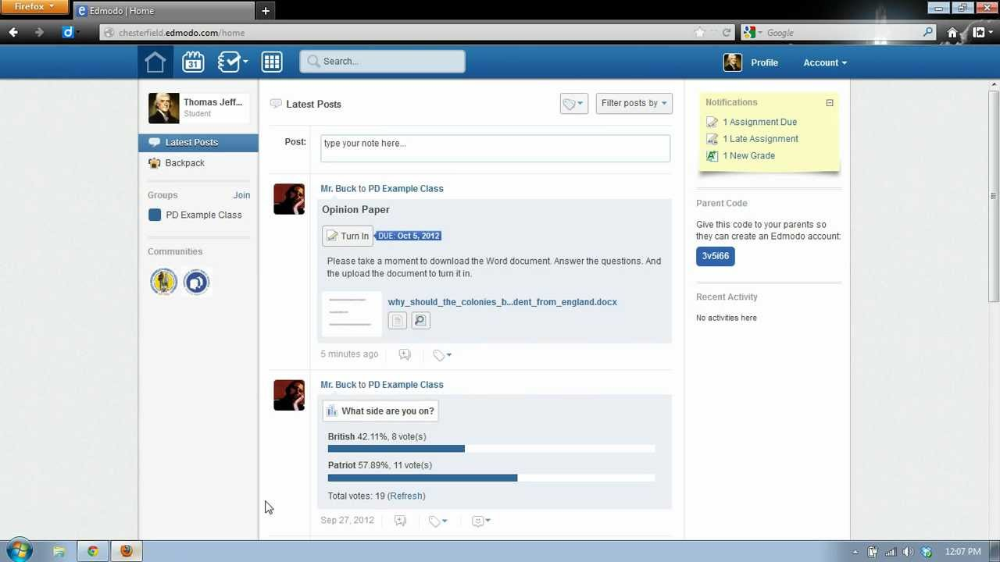 Firefox
Edmodo | Home
chesterfield.edmodo.com/home
Google
31
Search...
Profile
Account
Thomas Jeff...
Student
Latest Posts
Backpack
Groups
Join
PD Example Class
Communities
Latest Posts
Filter posts by
Post:
type your note here...
Mr. Buck to PD Example Class
Opinion Paper
Turn In
DUE: Oct 5, 2012
Please take a moment to download the Word document. Answer the questions. And
the upload the document to turn it in.
why_should_the_colonies_b...dent_from_england.docx
5 minutes ago
Mr. Buck to PD Example Class
What side are you on?
British 42.11%, 8 vote(s)
Patriot 57.89%, 11 vote(s)
Total votes: 19 (Refresh)
Sep 27, 2012
Notifications
1 Assignment Due
1 Late Assignment
1 New Grade
Parent Code
Give this code to your parents so
they can create an Edmodo account:
3v5i66
Recent Activity
No activities here
12:07 PM